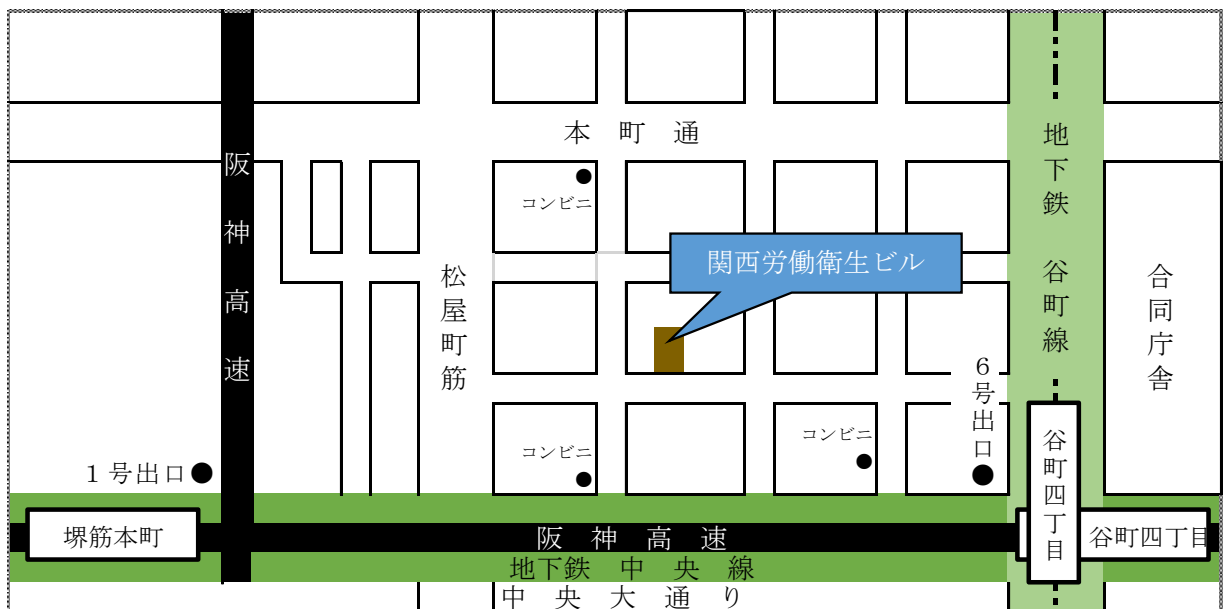 本町通
阪神高速
コンビニ
地下鉄 谷町線
関西労働衛生ビル
松屋町筋
合同庁舎
6号出口
コンビニ
コンビニ
1号出口
谷町四丁目
堺筋本町
阪神高速
谷町四丁目
地下鉄 中央線
中央大通り